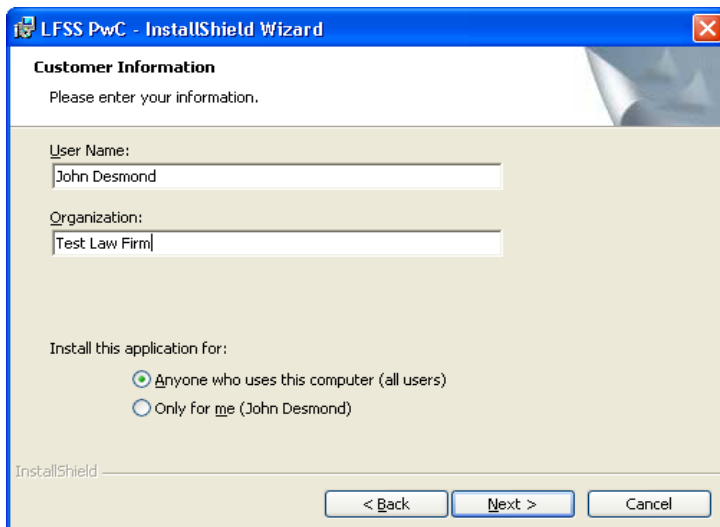 LFSS PwC - InstallShield Wizard
Customer Information
Please enter your information.
User Name:
John Desmond
Organization:
Test Law Firm
Install this application for:
Anyone who uses this computer (all users)
Only for me (John Desmond)
InstallShield
< Back Next > Cancel